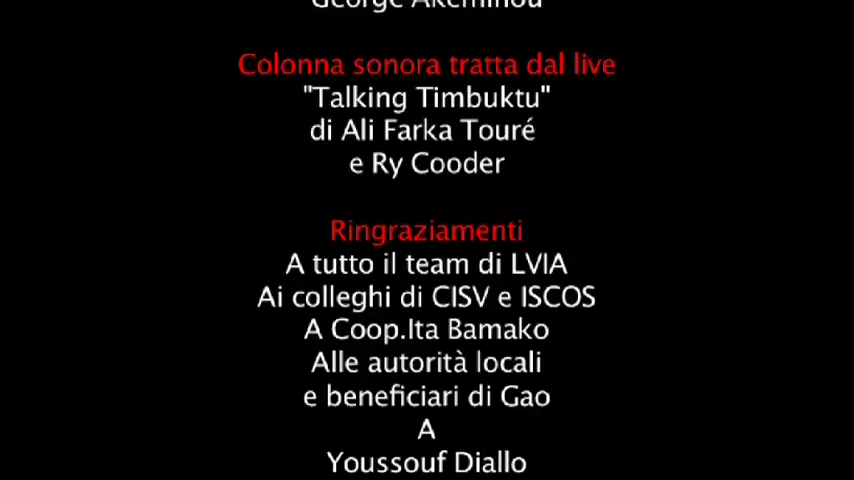 Colonna sonora tratta dal live
"Talking Timbuktu"
di Ali Farka Touré
e Ry Cooder
Ringraziamenti
A tutto il team di LVIA
Ai colleghi di CISV e ISCOS
A Coop.Ita Bamako
Alle autorità locali
e beneficiari di Gao
A
Youssouf Diallo